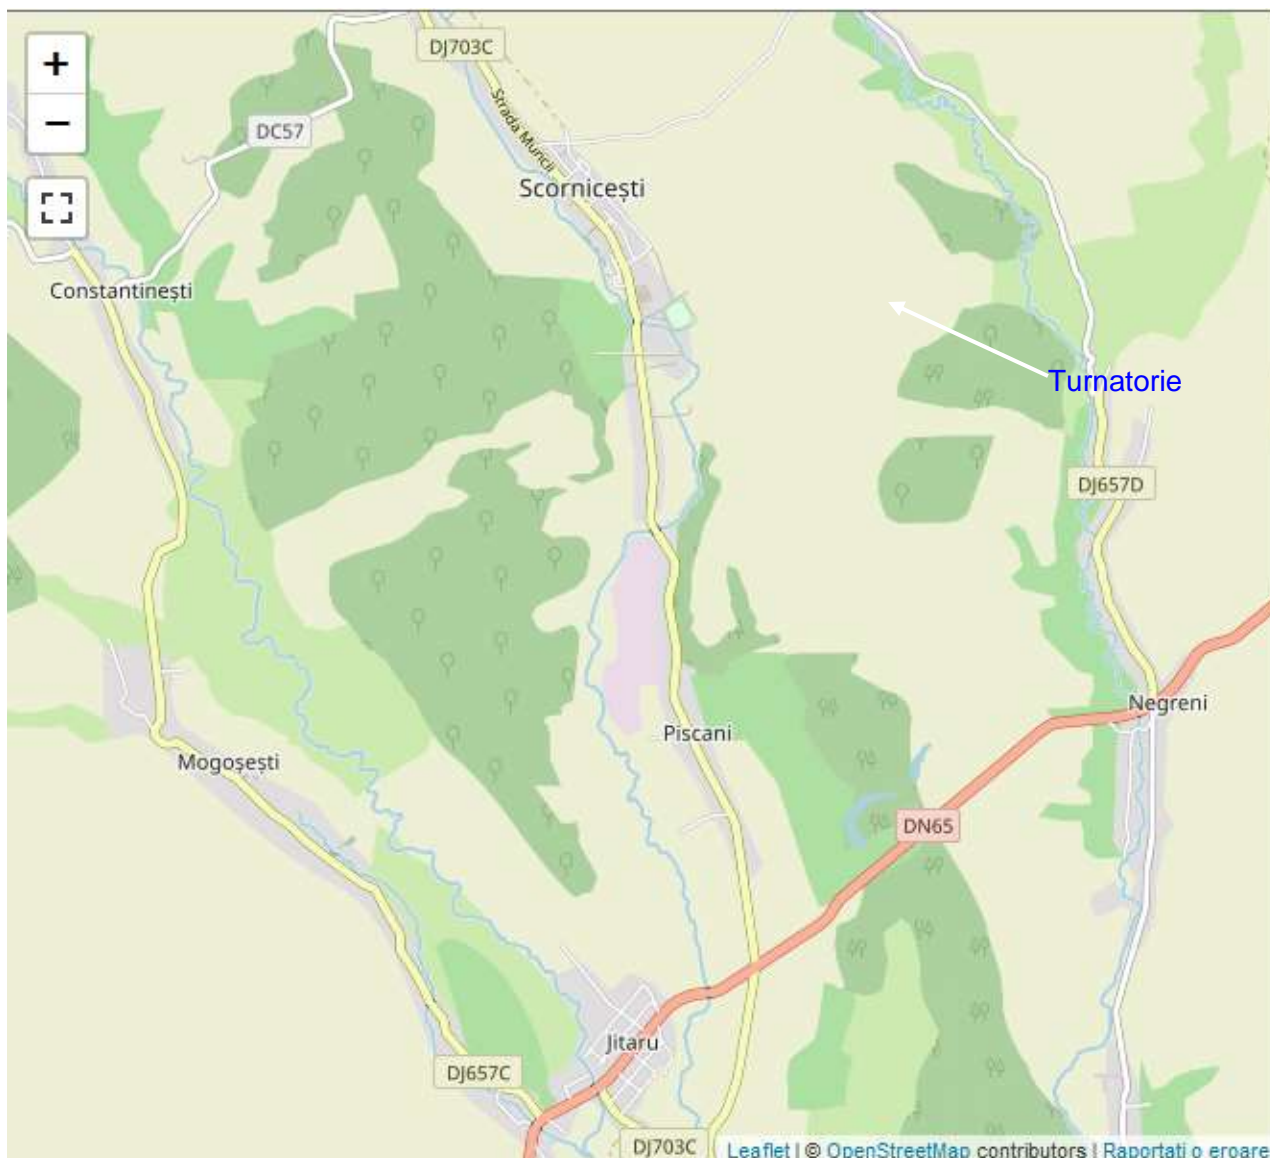 +
DJ703C
−
Strada Muricii
DC57
Scornicești
Constantinești
Turnatorie
DJ657D
Negreni
Piscani
Mogoșești
DN65
Jitaru
DJ657C
DJ703C
Leaflet | © OpenStreetMap contributors | Raportați o eroare